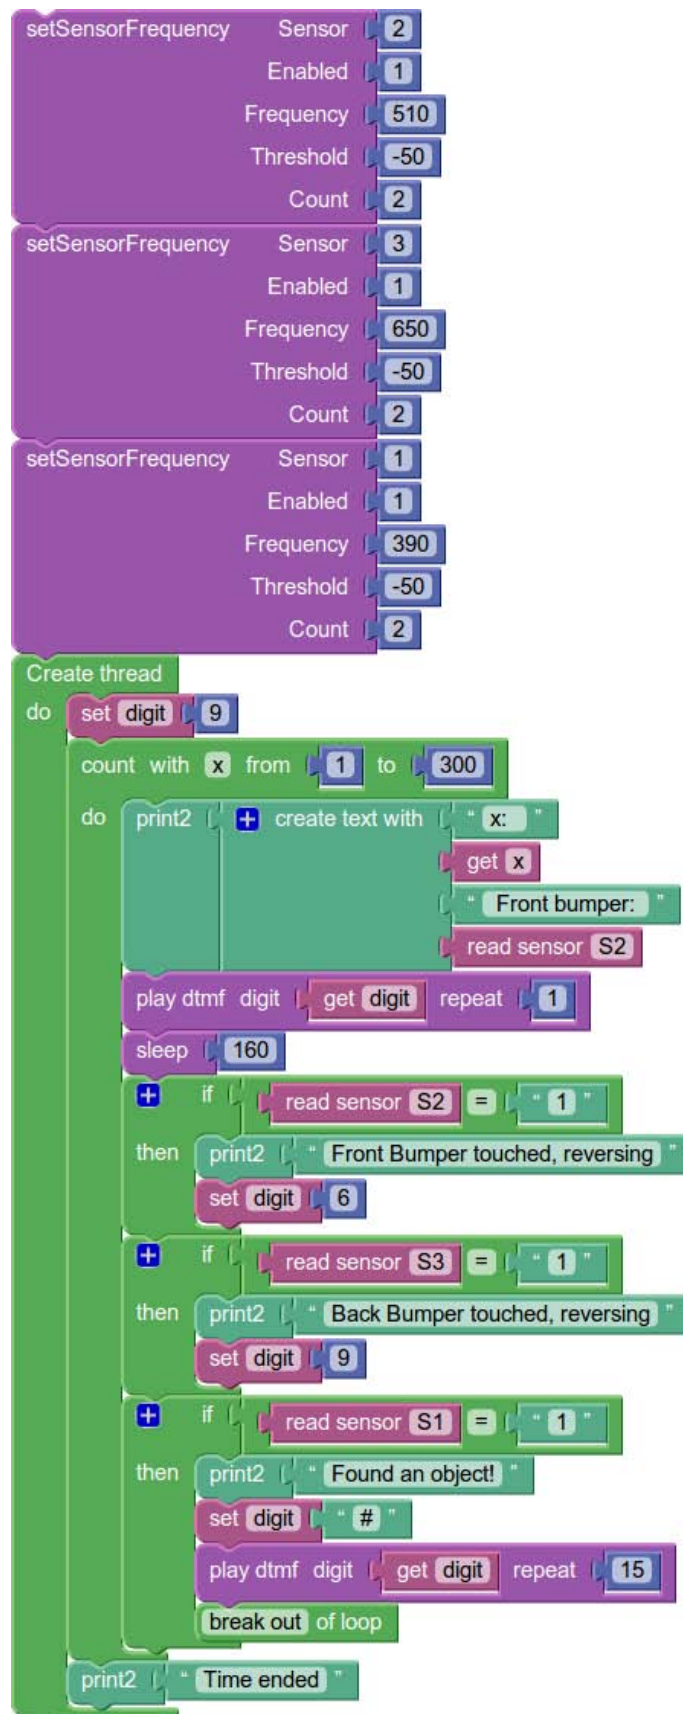 setSensorFrequency Sensor 2
Enabled 1
Frequency 510
Threshold -50
Count 2
setSensorFrequency Sensor 3
Enabled 1
Frequency 650
Threshold -50
Count 2
setSensorFrequency Sensor 1
Enabled 1
Frequency 390
Threshold -50
Count 2
Create thread
do set digit 9
count with x from 1 to 300
do print2 + create text with “ x: ”
get x
“ Front bumper: ”
read sensor S2
play dtmf digit get digit repeat 1
sleep 160
+ if read sensor S2 = “ 1 ”
then print2 “ Front Bumper touched, reversing ”
set digit 6
+ if read sensor S3 = “ 1 ”
then print2 “ Back Bumper touched, reversing ”
set digit 9
+ if read sensor S1 = “ 1 ”
then print2 “ Found an object! ”
set digit “ # ”
play dtmf digit get digit repeat 15
break out of loop
print2 “ Time ended ”